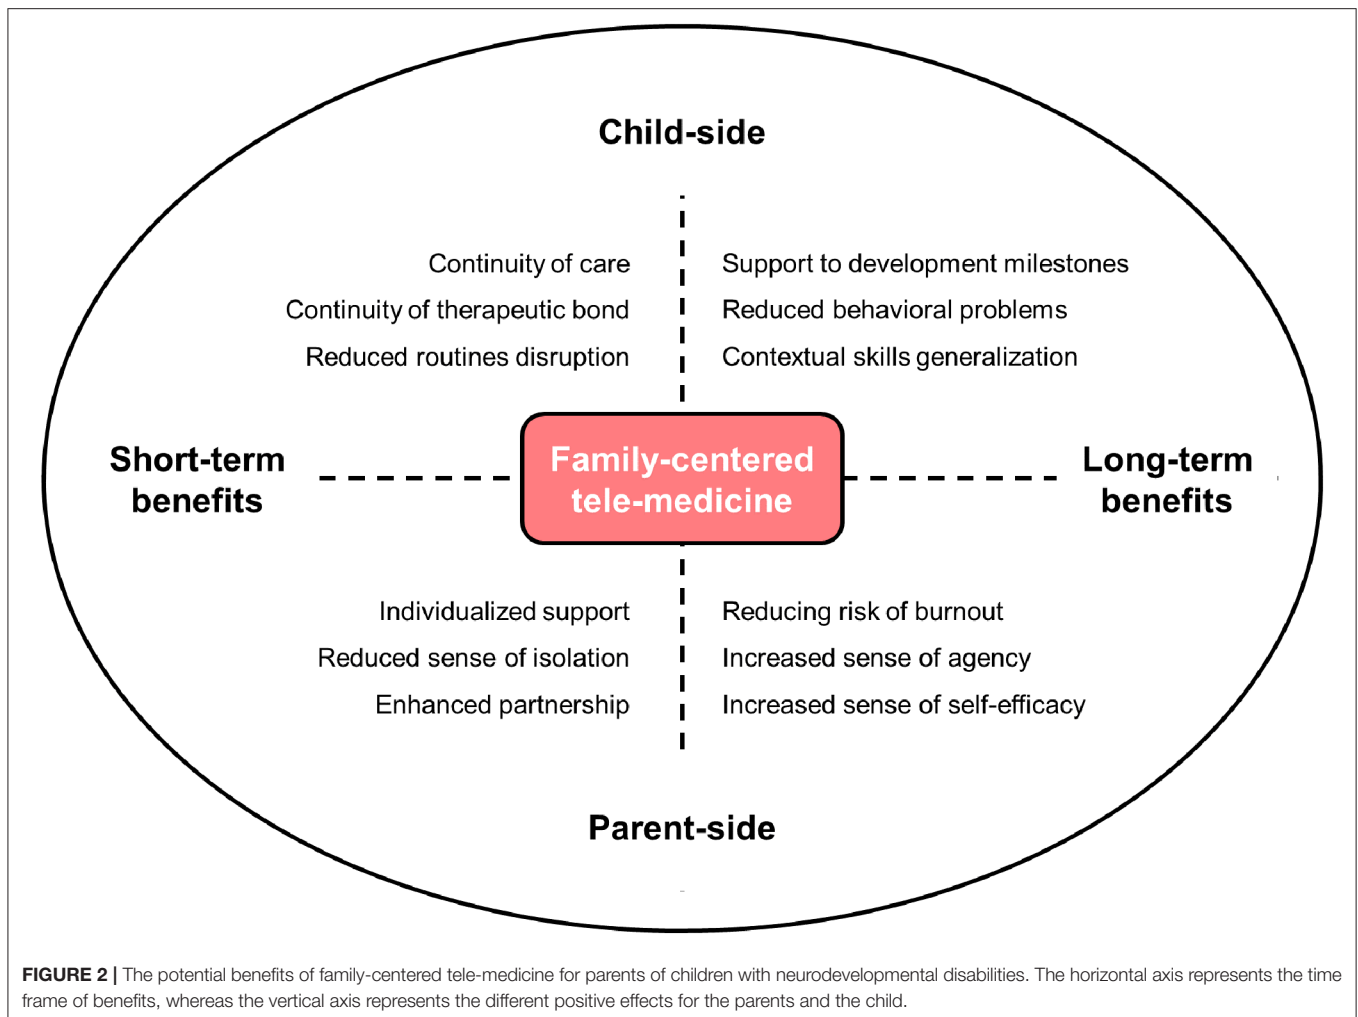 Child-side
Continuity of care
Continuity of therapeutic bond
Reduced routines disruption
Support to development milestones
Reduced behavioral problems
Contextual skills generalization
Short-term
benefits
Family-centered
tele-medicine
Long-term
benefits
Individualized support
Reduced sense of isolation
Enhanced partnership
Reducing risk of burnout
Increased sense of agency
Increased sense of self-efficacy
Parent-side
FIGURE 2 | The potential benefits of family-centered tele-medicine for parents of children with neurodevelopmental disabilities. The horizontal axis represents the time
frame of benefits, whereas the vertical axis represents the different positive effects for the parents and the child.